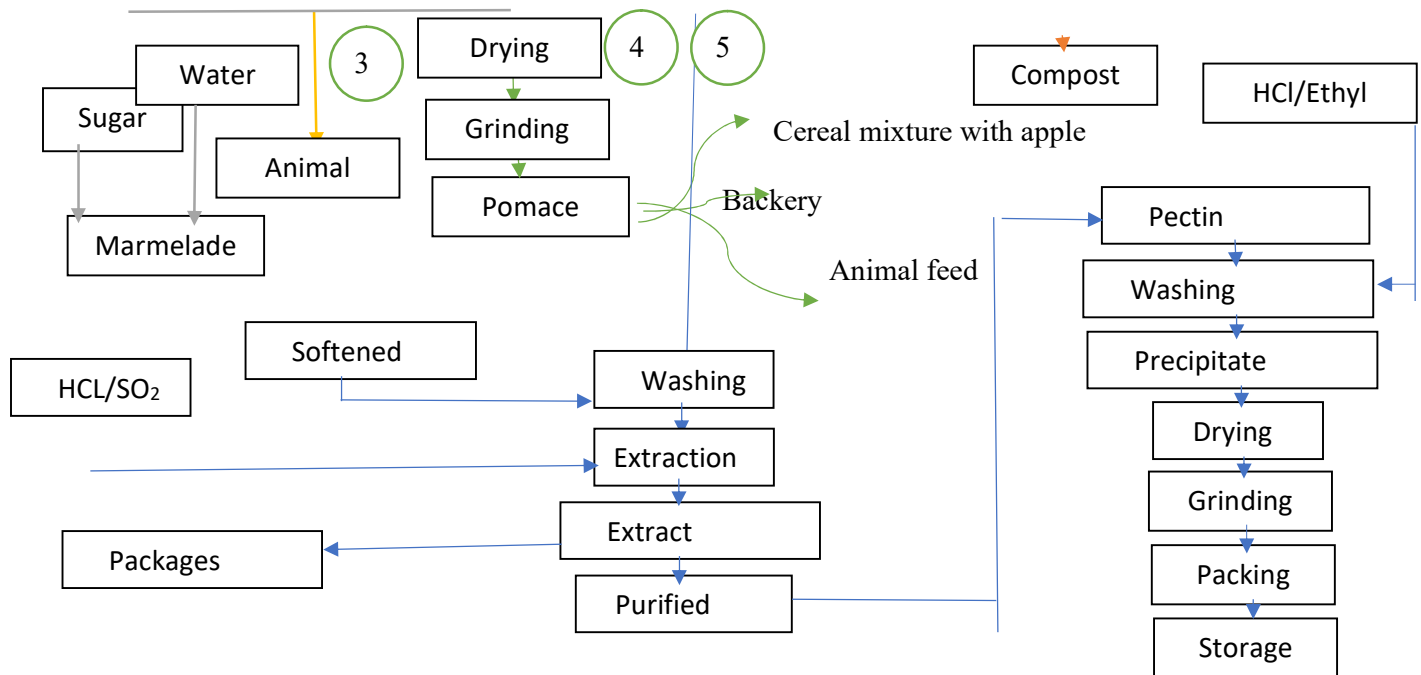 3
Drying
4
5
Water
Sugar
Compost
HCl/Ethyl
Grinding
Cereal mixture with apple
Animal
Pomace
Backery
Pectin
Marmelade
Animal feed
Washing
Softened
HCL/SO₂
Washing
Precipitate
Drying
Extraction
Grinding
Extract
Packages
Packing
Purified
Storage